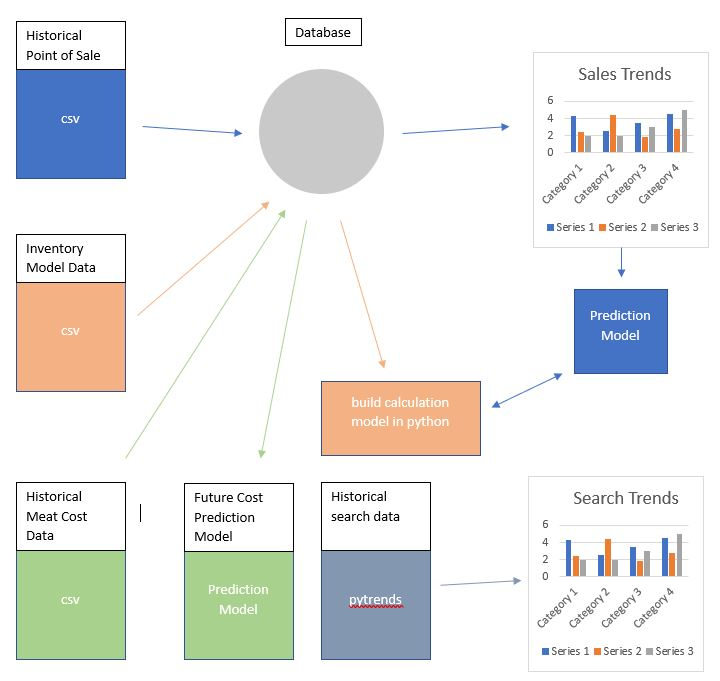 Historical
Point of Sale
csv
Database
Sales Trends
6
4
2
0
Category 1
Category 2
Category 3
Category 4
Series 1
Series 2
Series 3
Inventory
Model Data
csv
Prediction
Model
build calculation
model in python
Historical
Meat Cost
Data
csv
Future Cost
Prediction
Model
Prediction
Model
Historical
search data
pytrends
Search Trends
6
4
2
0
Category 1
Category 2
Category 3
Category 4
Series 1
Series 2
Series 3